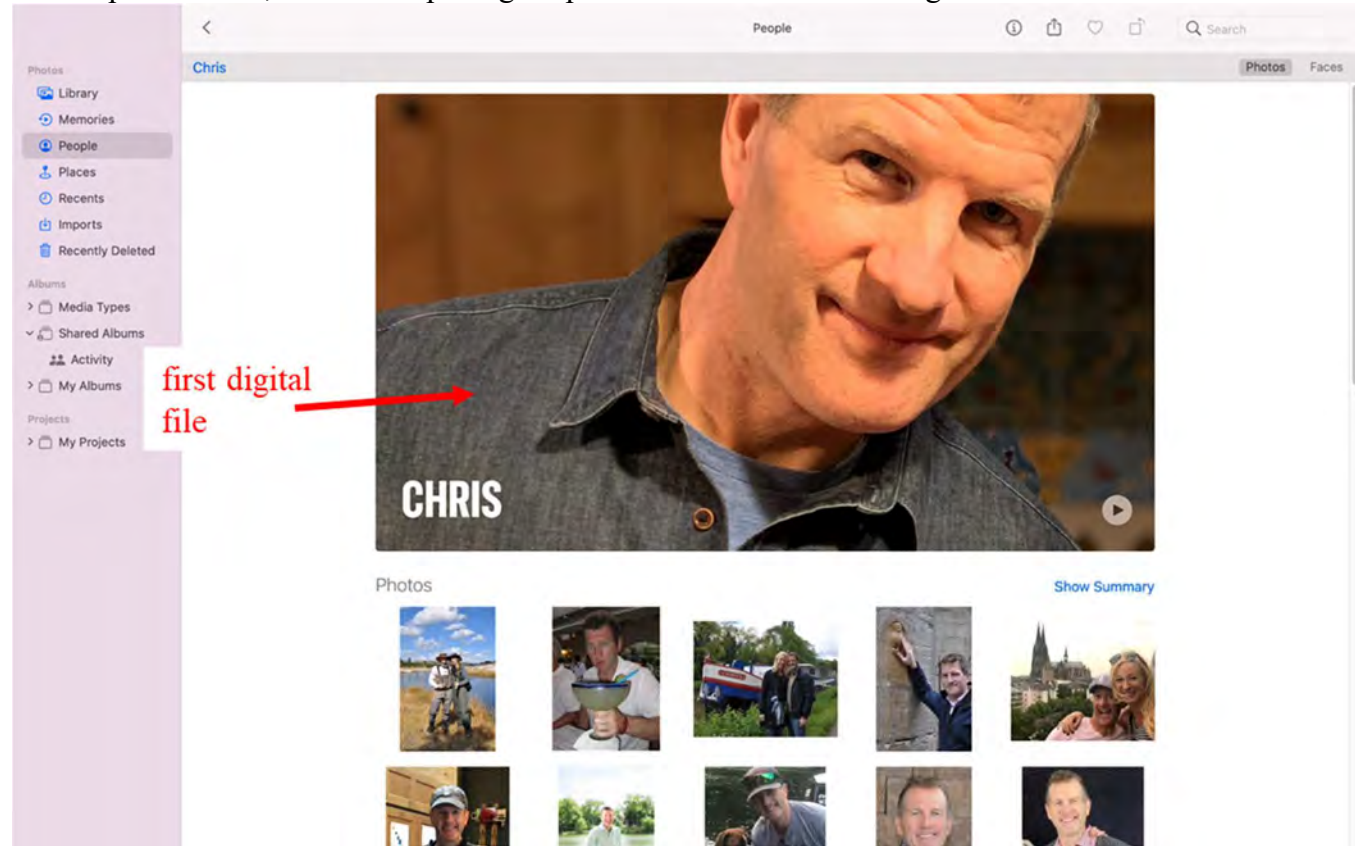 People
Search
Chris
Photos Faces
Photos
Library
Memories
People
Places
Recents
Imports
Recently Deleted
Albums
Media Types
Shared Albums
Activity
My Albums
Projects
My Projects
first digital
file
CHRIS
Photos
Show Summary